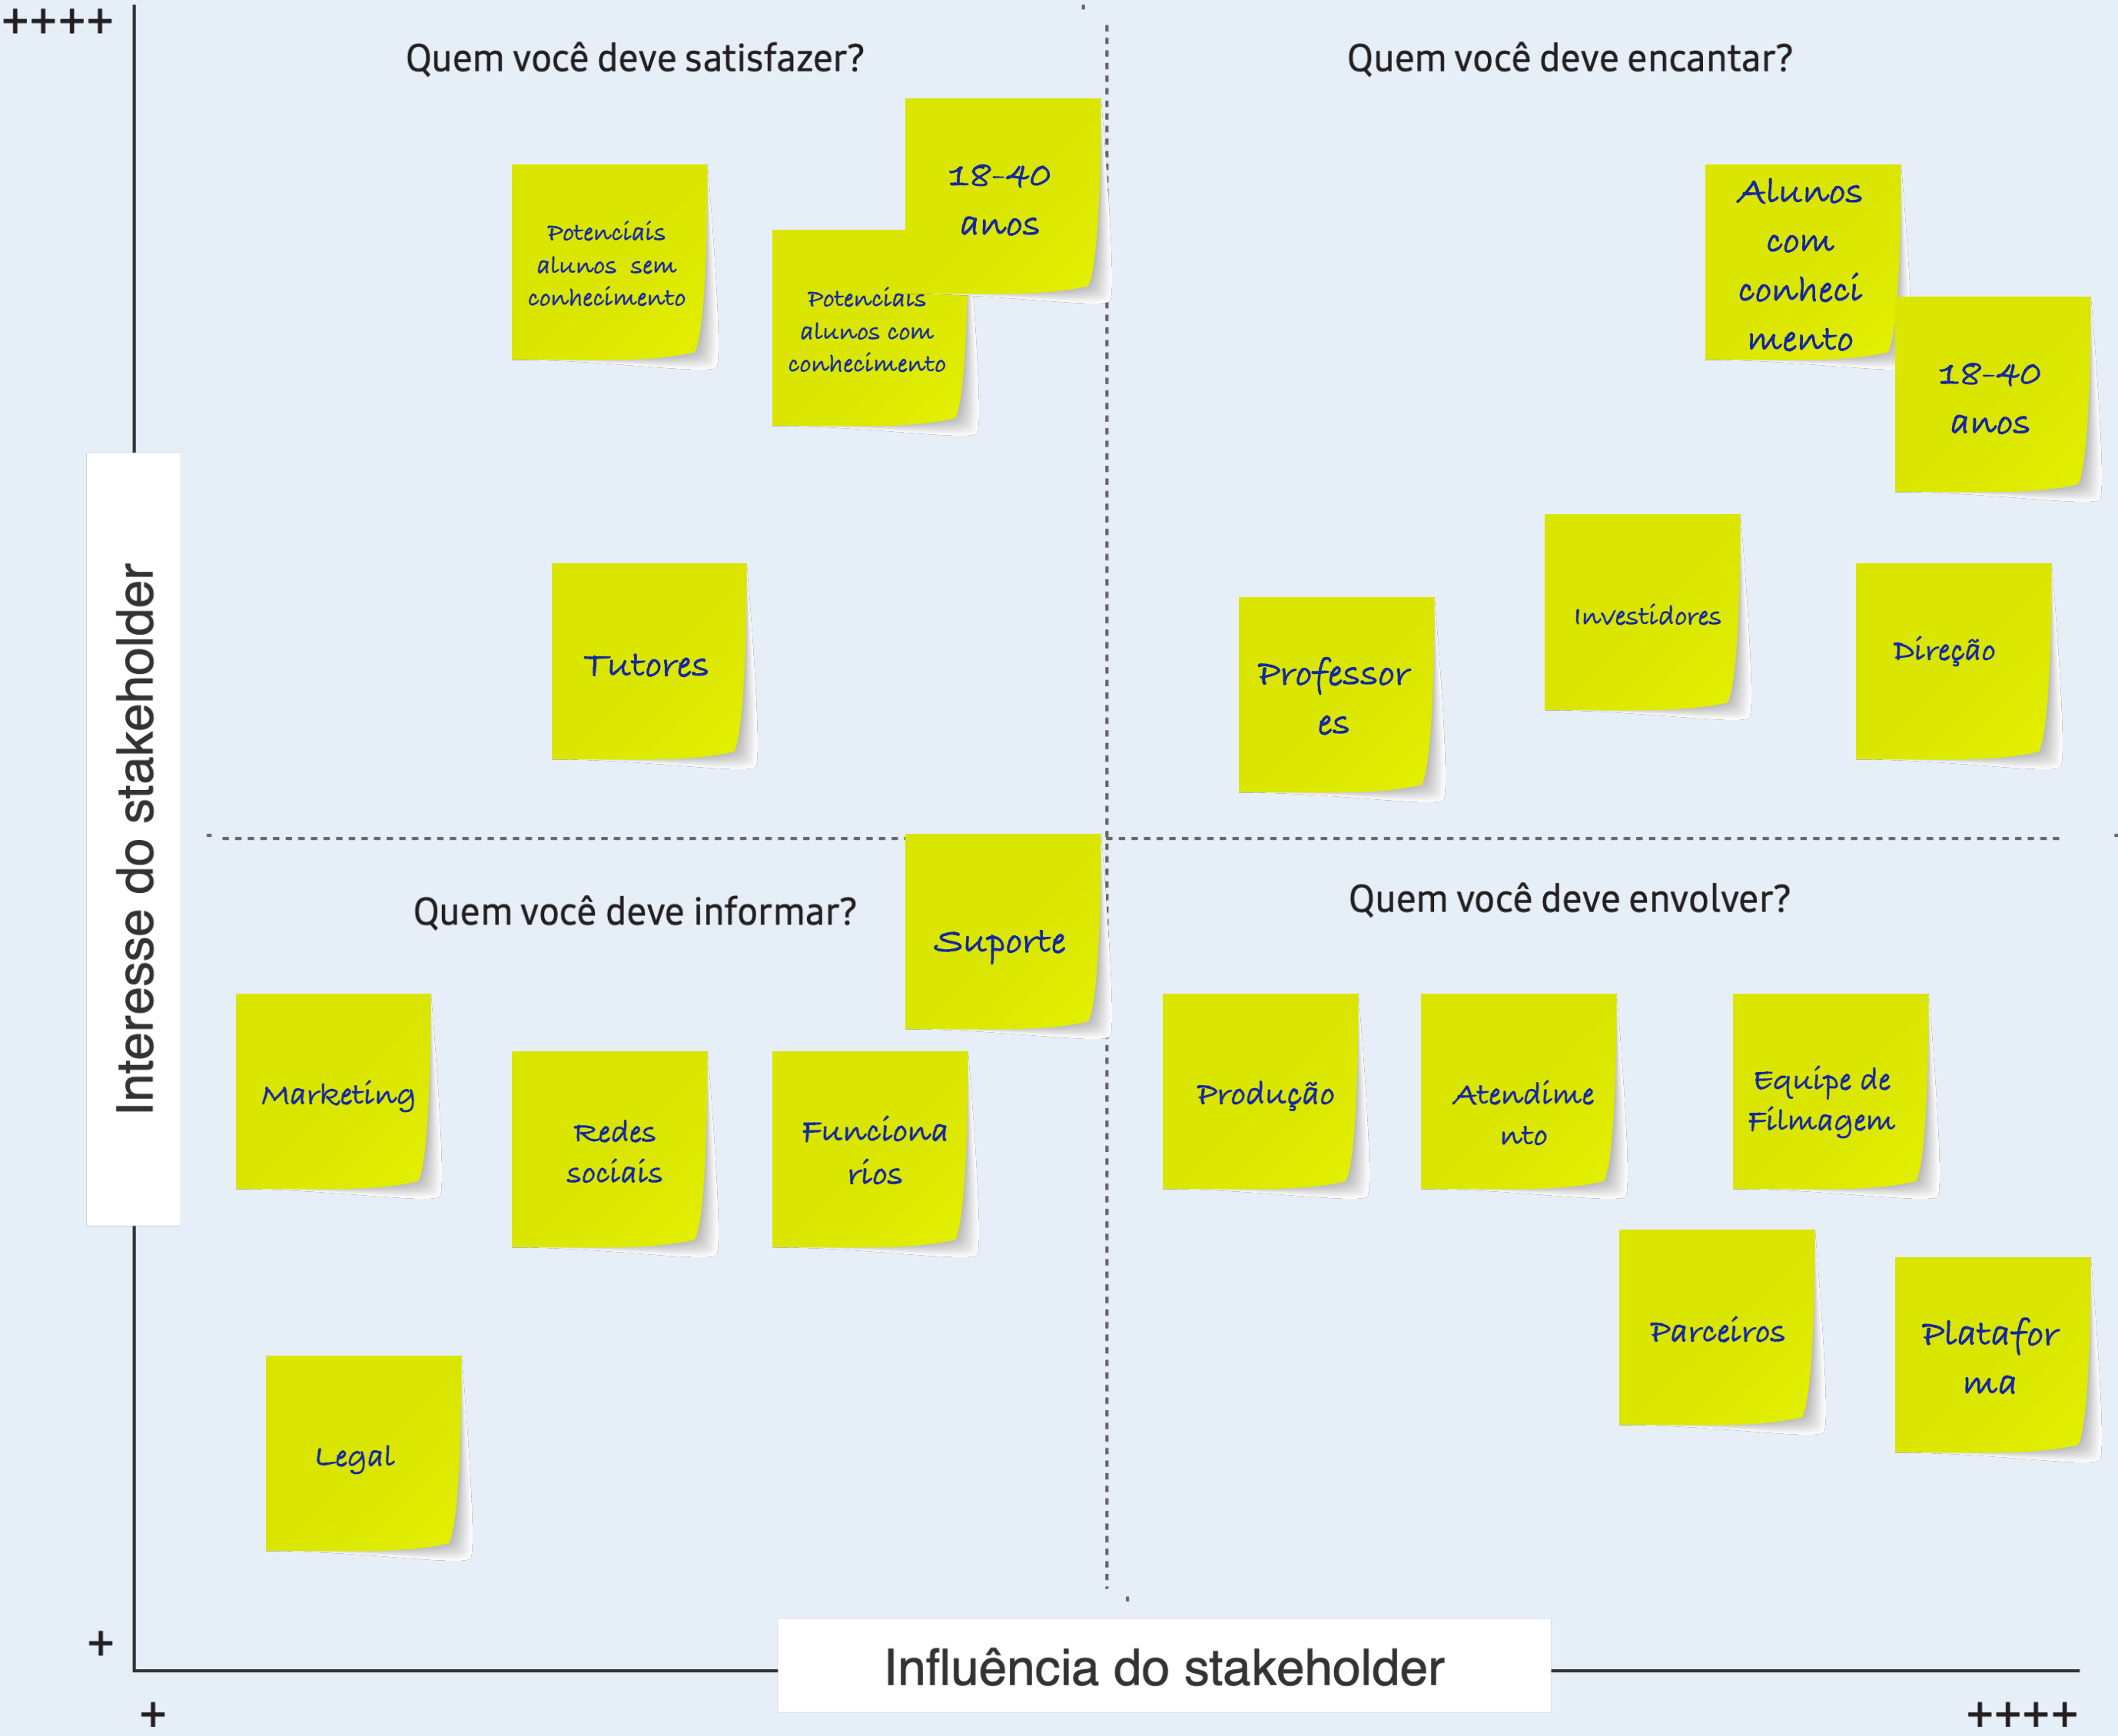 ++++
Quem você deve satisfazer?
Quem você deve encantar?
18-40
anos
Potenciais
alunos sem
conhecimento
Potenciais
alunos com
conhecimento
Alunos
com
conheci
mento
18-40
anos
Tutores
Professor
es
Investidores
Direção
Interesse do stakeholder
Quem você deve informar?
Quem você deve envolver?
Suporte
Marketing
Redes
sociais
Funciona
rios
Produção
Atendime
nto
Equipe de
Filmagem
Parceiros
Platafor
ma
Legal
+
Influência do stakeholder
+
++++